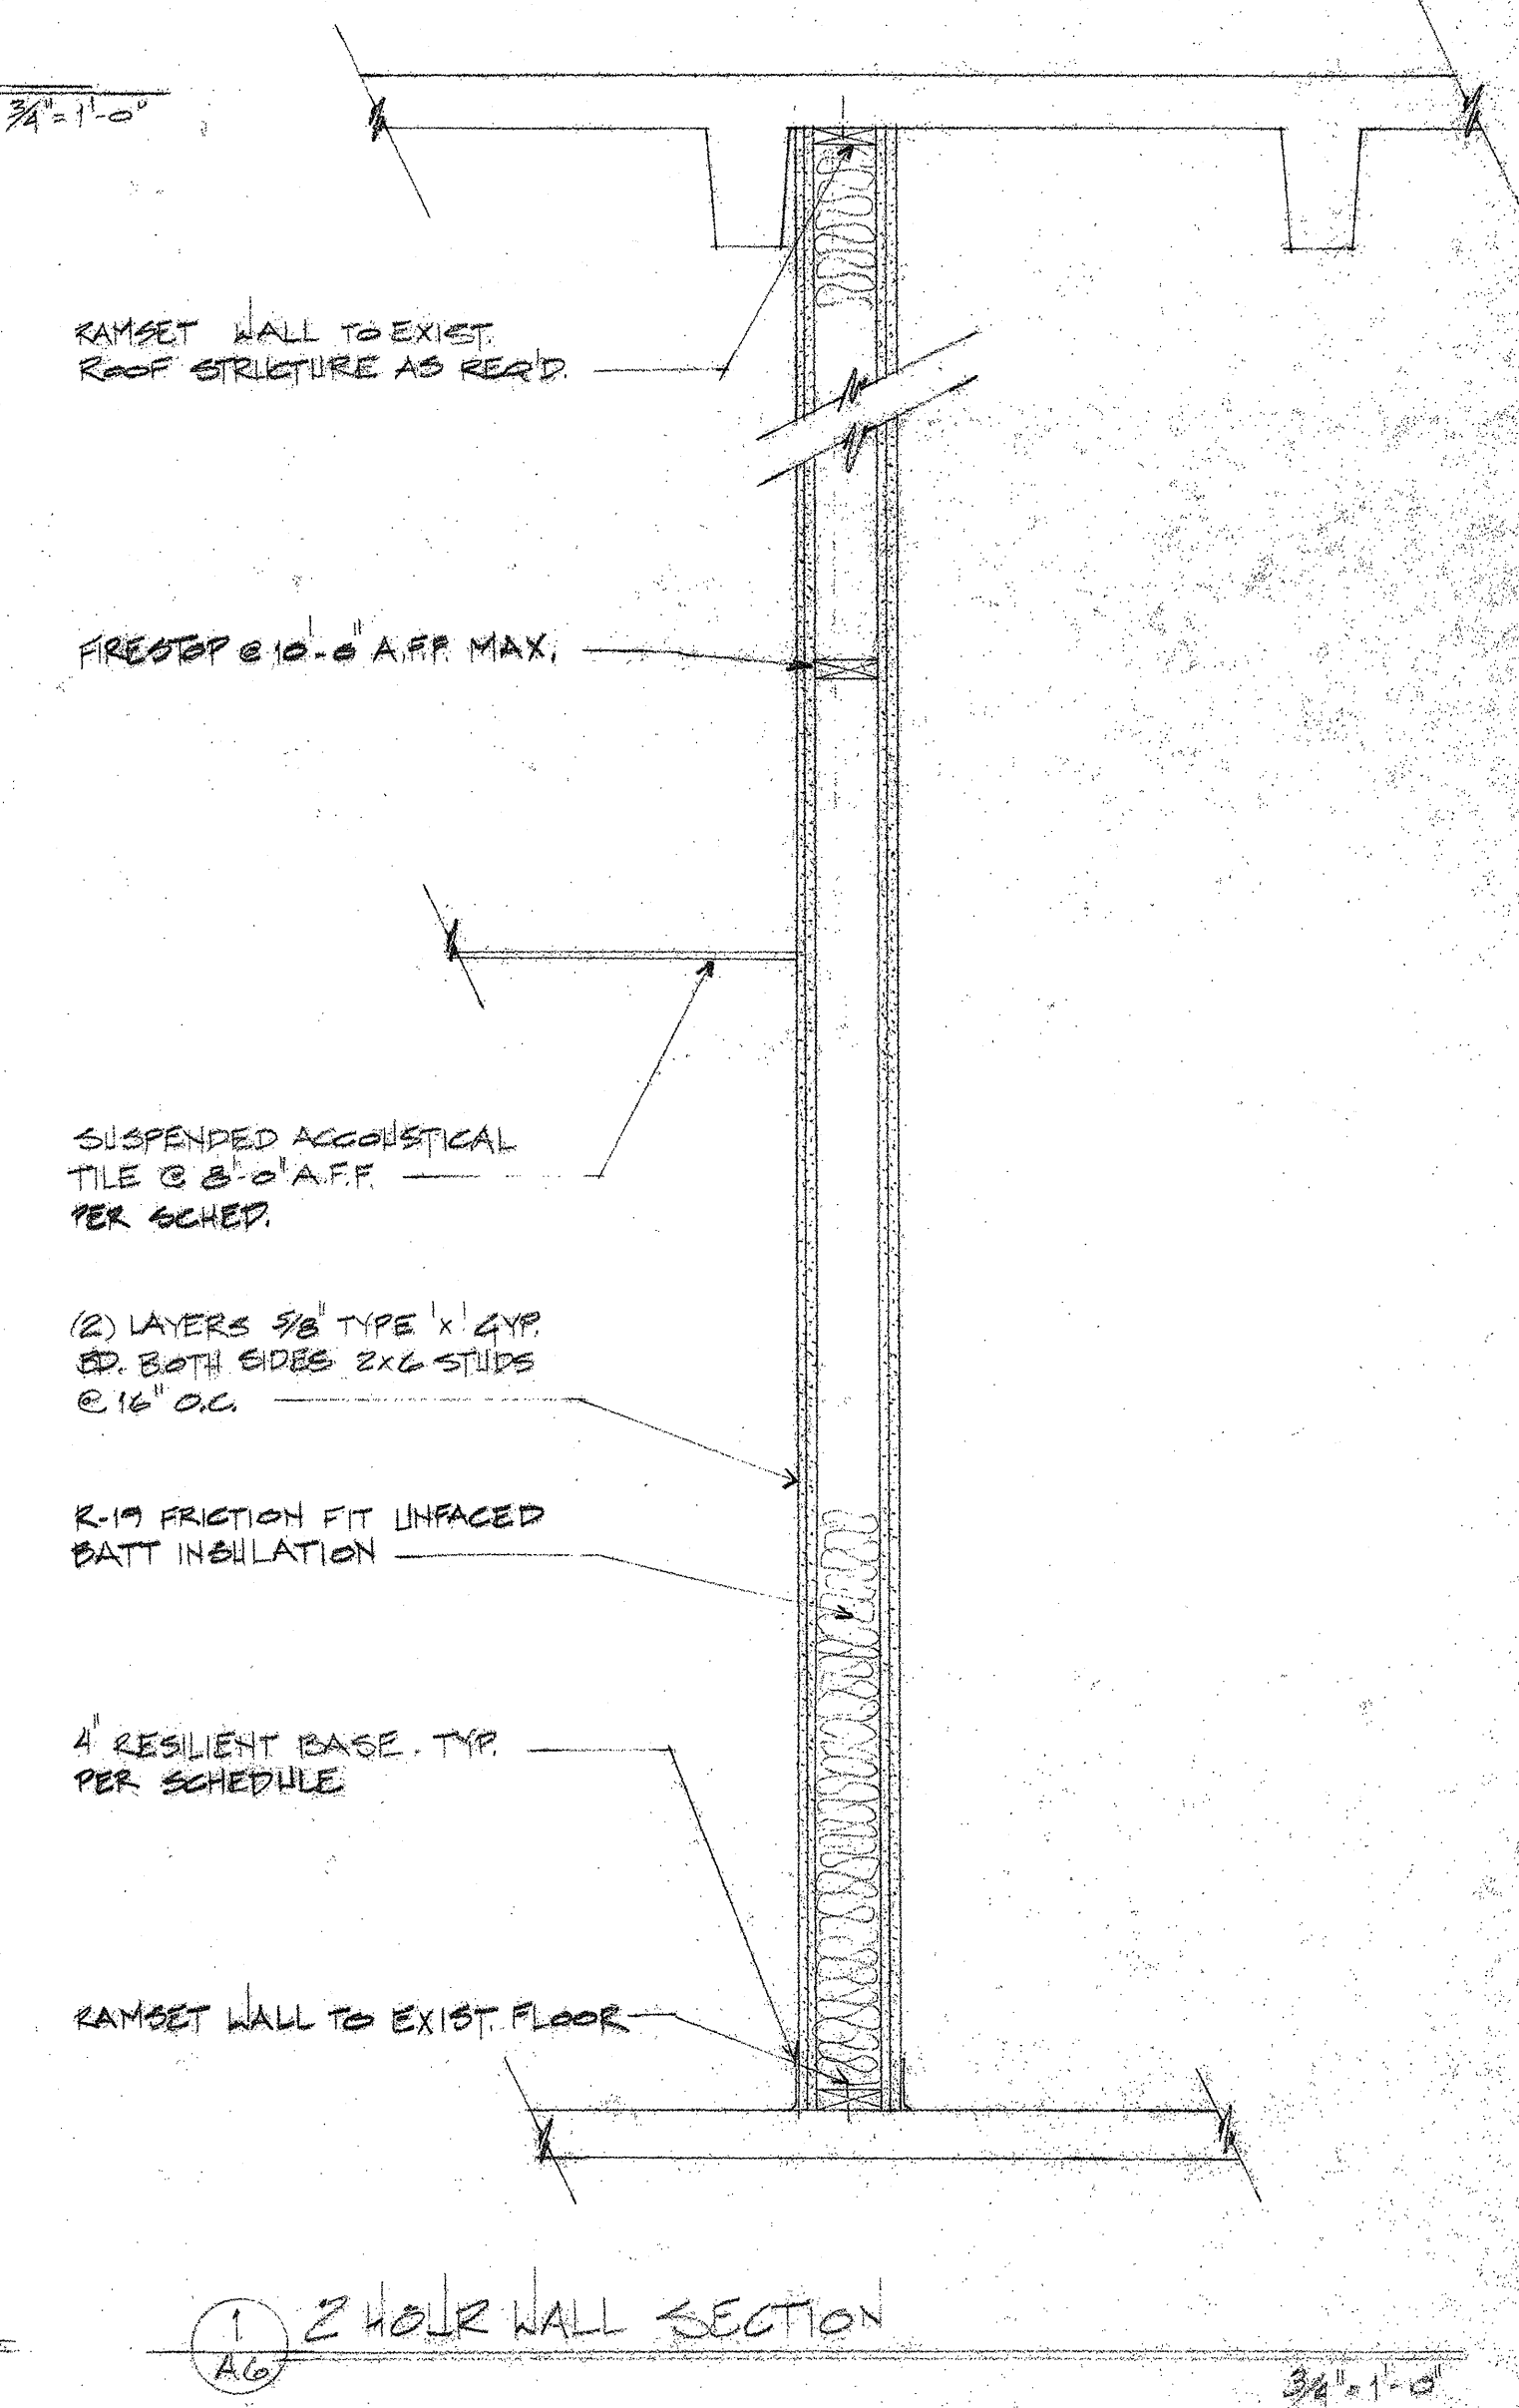 3/4"=1'-0"
RAMSET WALL TO EXIST.
ROOF STRUCTURE AS REQ'D.
FIRESTOP @ 10'-0" A.F.F. MAX.
SUSPENDED ACCOUSTICAL
TILE @ 8'-0" A.F.F.
PER SCHED.
(2) LAYERS 5/8" TYPE 'X' GYP.
BD. BOTH SIDES 2x6 STUDS
@ 16" O.C.
R-19 FRICTION FIT UNFACED
BATT INSULATION
4" RESILIENT BASE. TYP.
PER SCHEDULE
RAMSET WALL TO EXIST. FLOOR
1
A6
2 HOUR WALL SECTION
3/4"=1'-0"